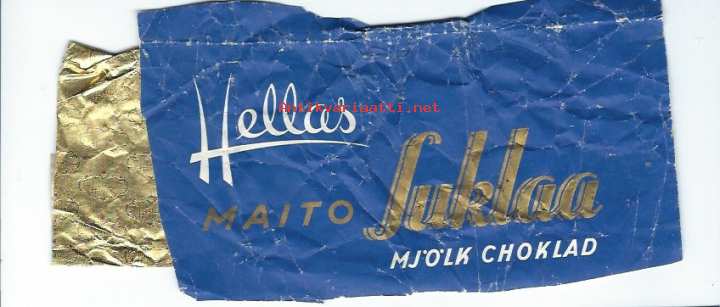 Hellas
Antikvariaatti.net
MAITO Suklaa
MJÖLK CHOKLAD